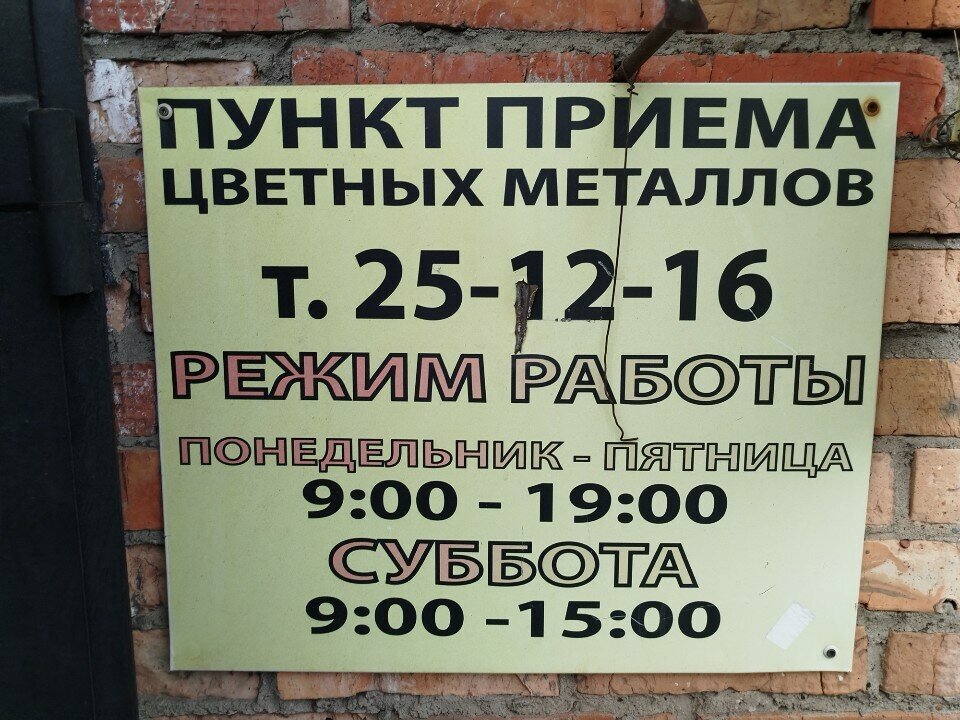 ПУНКТ ПРИЕМА
ЦВЕТНЫХ МЕТАЛЛОВ
т. 25-12-16
РЕЖИМ РАБОТЫ
ПОНЕДЕЛЬНИК - ПЯТНИЦА
9:00 - 19:00
СУББОТА
9:00 -15:00